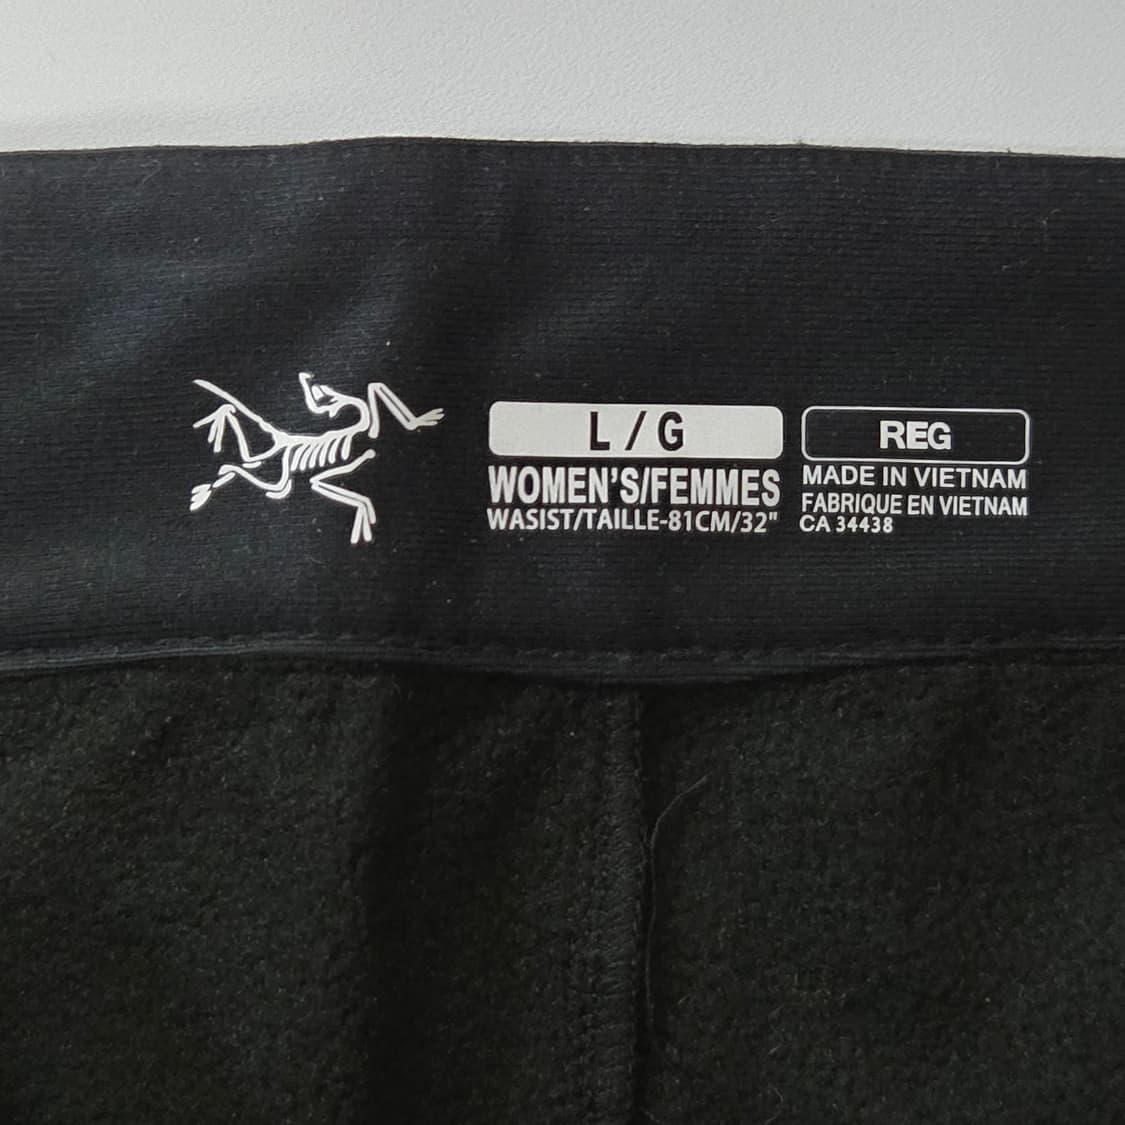 L / G
WOMEN'S/FEMMES
WASIST/TAILLE-81CM/32"
REG
MADE IN VIETNAM
FABRIQUE EN VIETNAM
CA 34438